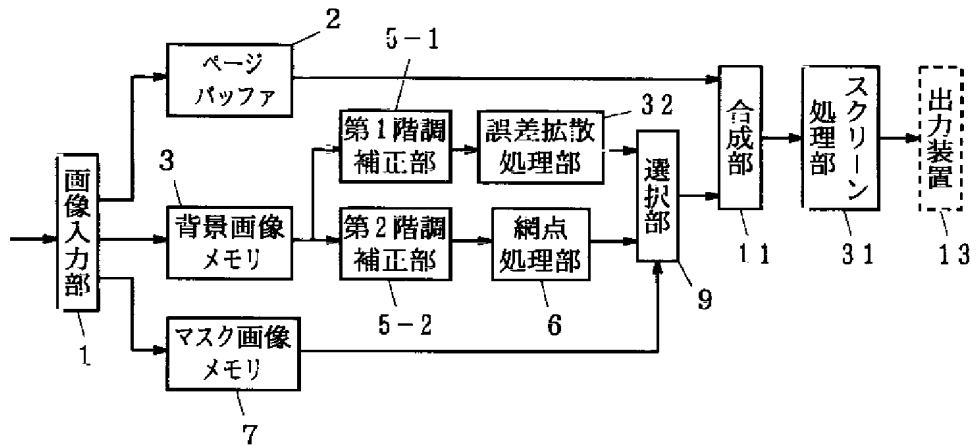 2
ページ
バッファ
5-1
第1階調
補正部
32
誤差拡散
処理部
合成部
11
スクリーン
処理部
31
出力装置
13
画像入力部
1
3
背景画像
メモリ
第2階調
補正部
5-2
網点
処理部
6
選択部
9
マスク画像
メモリ
7